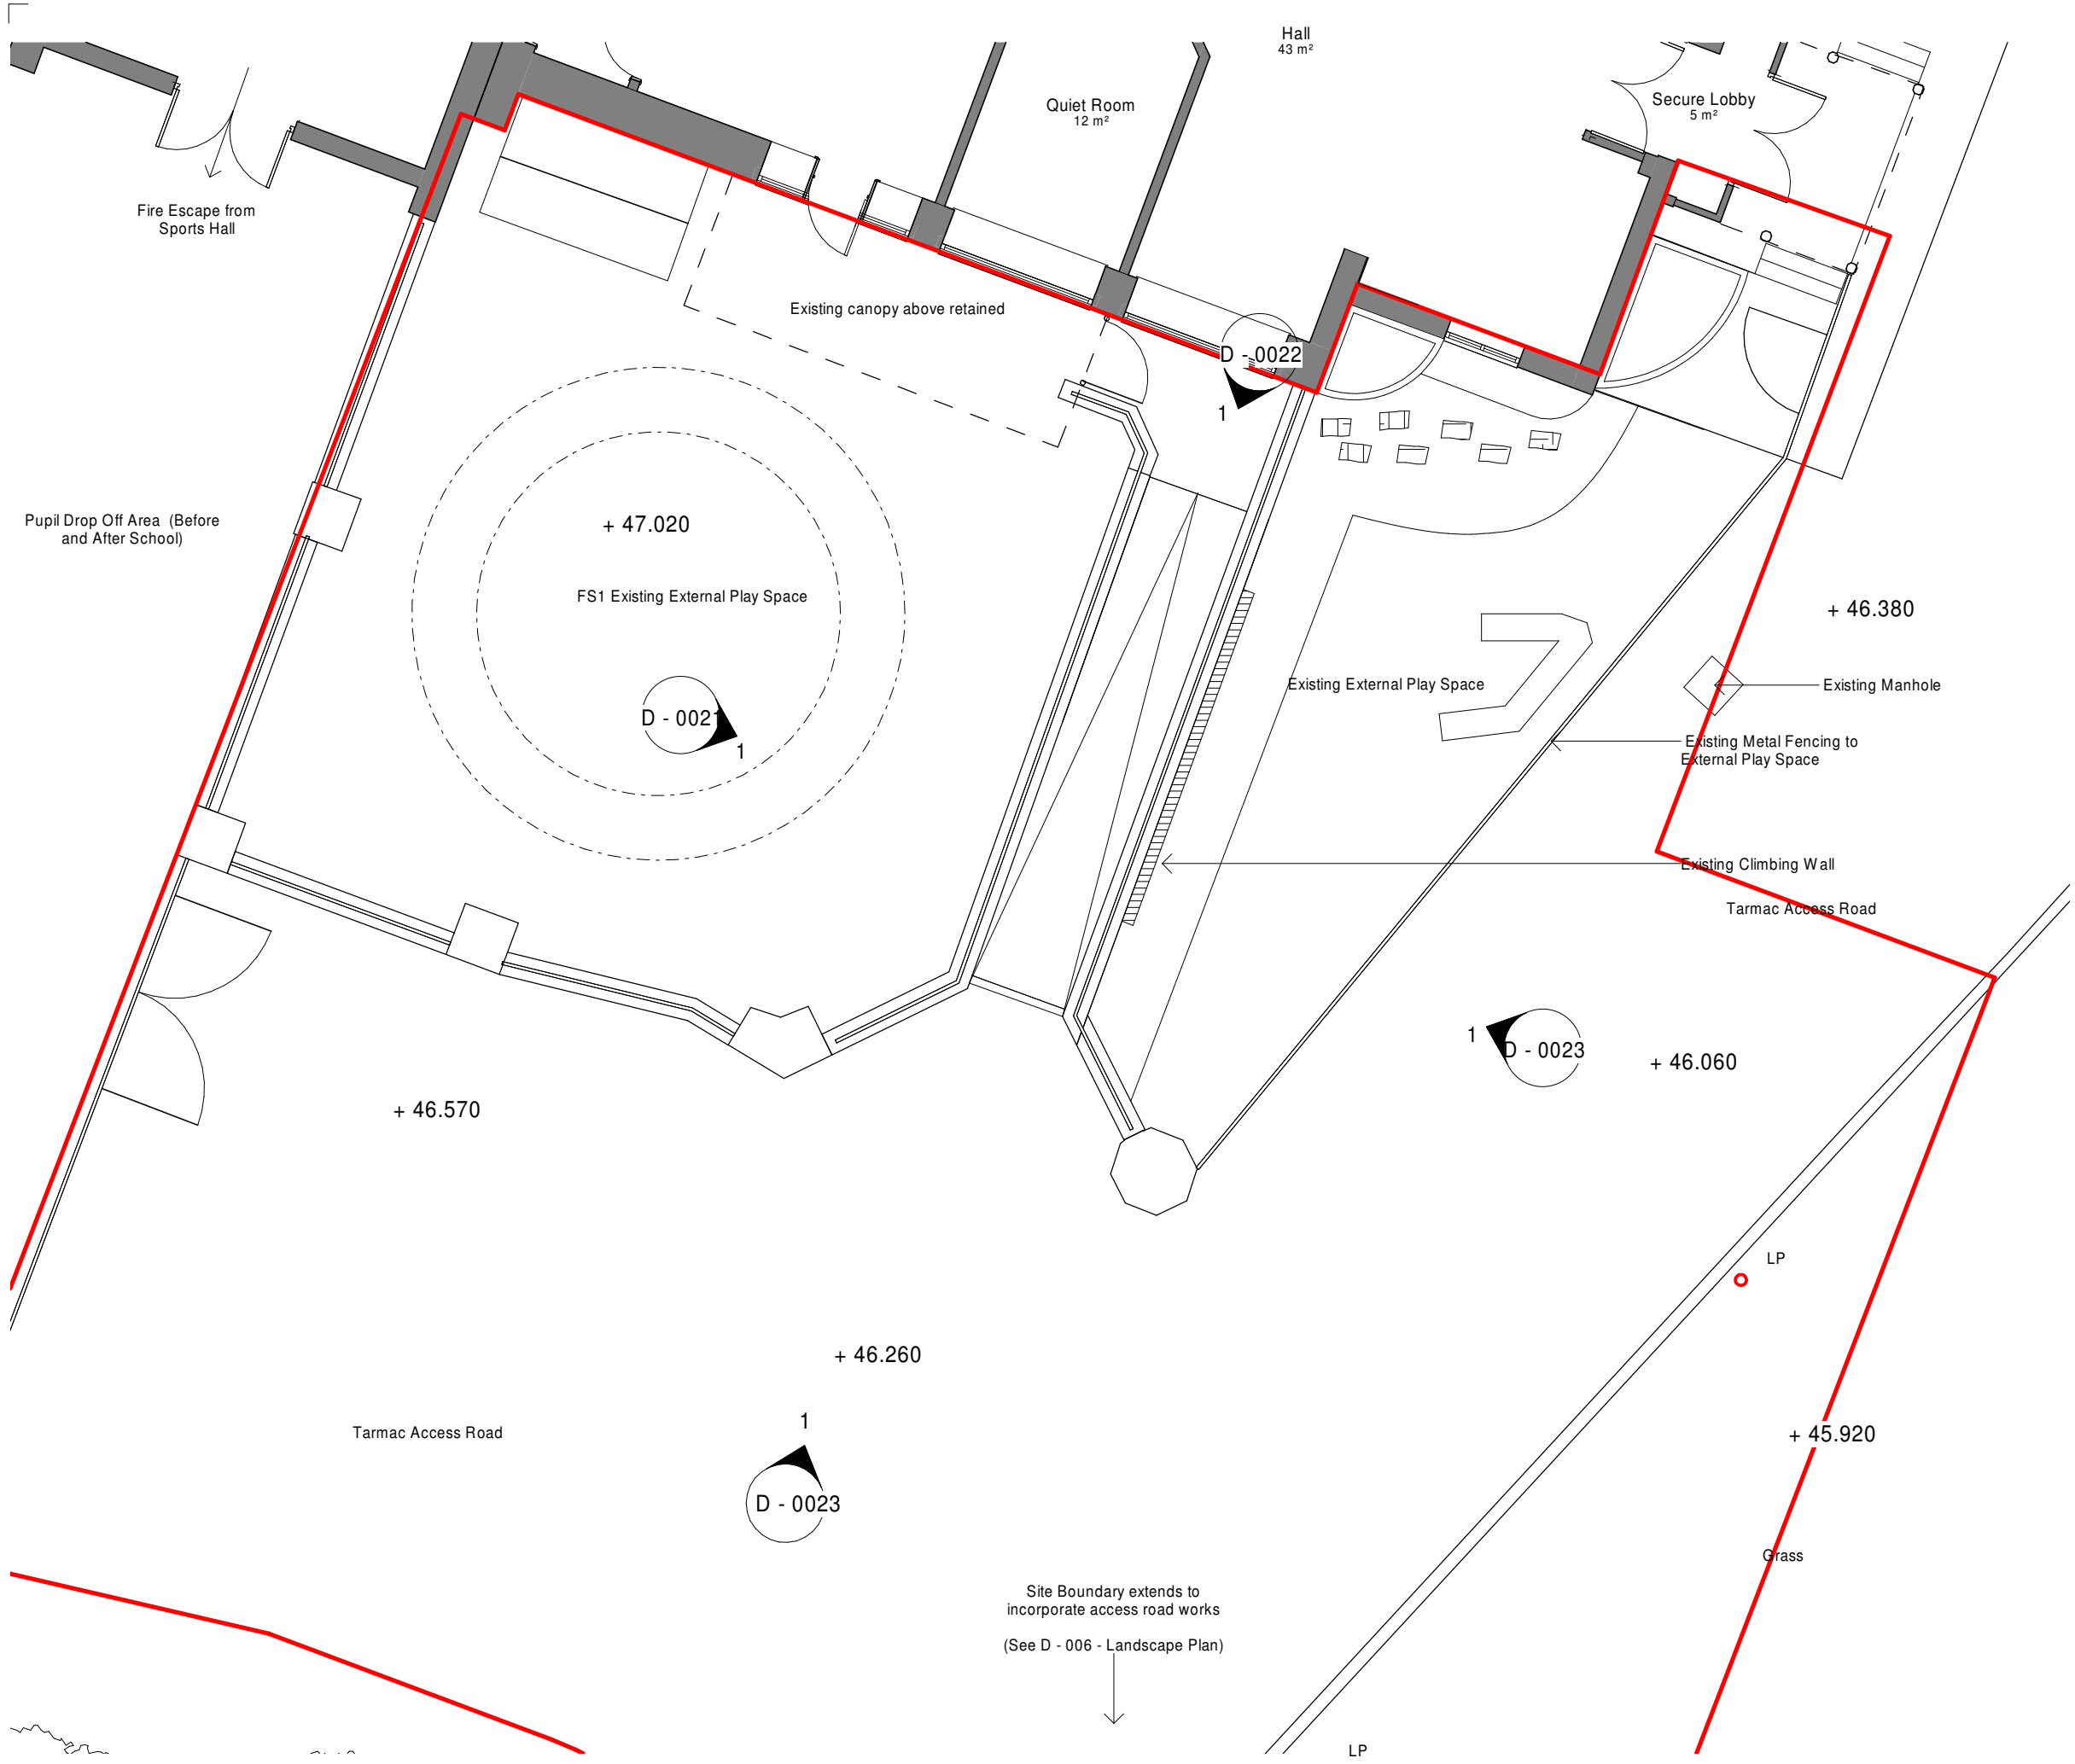 Hall
43 m²
Quiet Room
12 m²
Secure Lobby
5 m²
Fire Escape from
Sports Hall
Existing canopy above retained
D - 0022
1
Pupil Drop Off Area (Before
and After School)
+ 47.020
FS1 Existing External Play Space
+ 46.380
Existing External Play Space
Existing Manhole
D - 0021
1
Existing Metal Fencing to
External Play Space
Existing Climbing Wall
Tarmac Access Road
1
D - 0023
+ 46.060
+ 46.570
LP
+ 46.260
1
Tarmac Access Road
+ 45.920
D - 0023
Grass
Site Boundary extends to
incorporate access road works
(See D - 006 - Landscape Plan)
LP